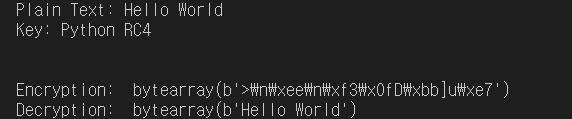 Plain Text: Hello World
Key: Python RC4
Encryption:  bytearray(b'>₩n₩xee₩n₩xf3₩x0fD₩xbb]u₩xe7')
Decryption:  bytearray(b'Hello World')